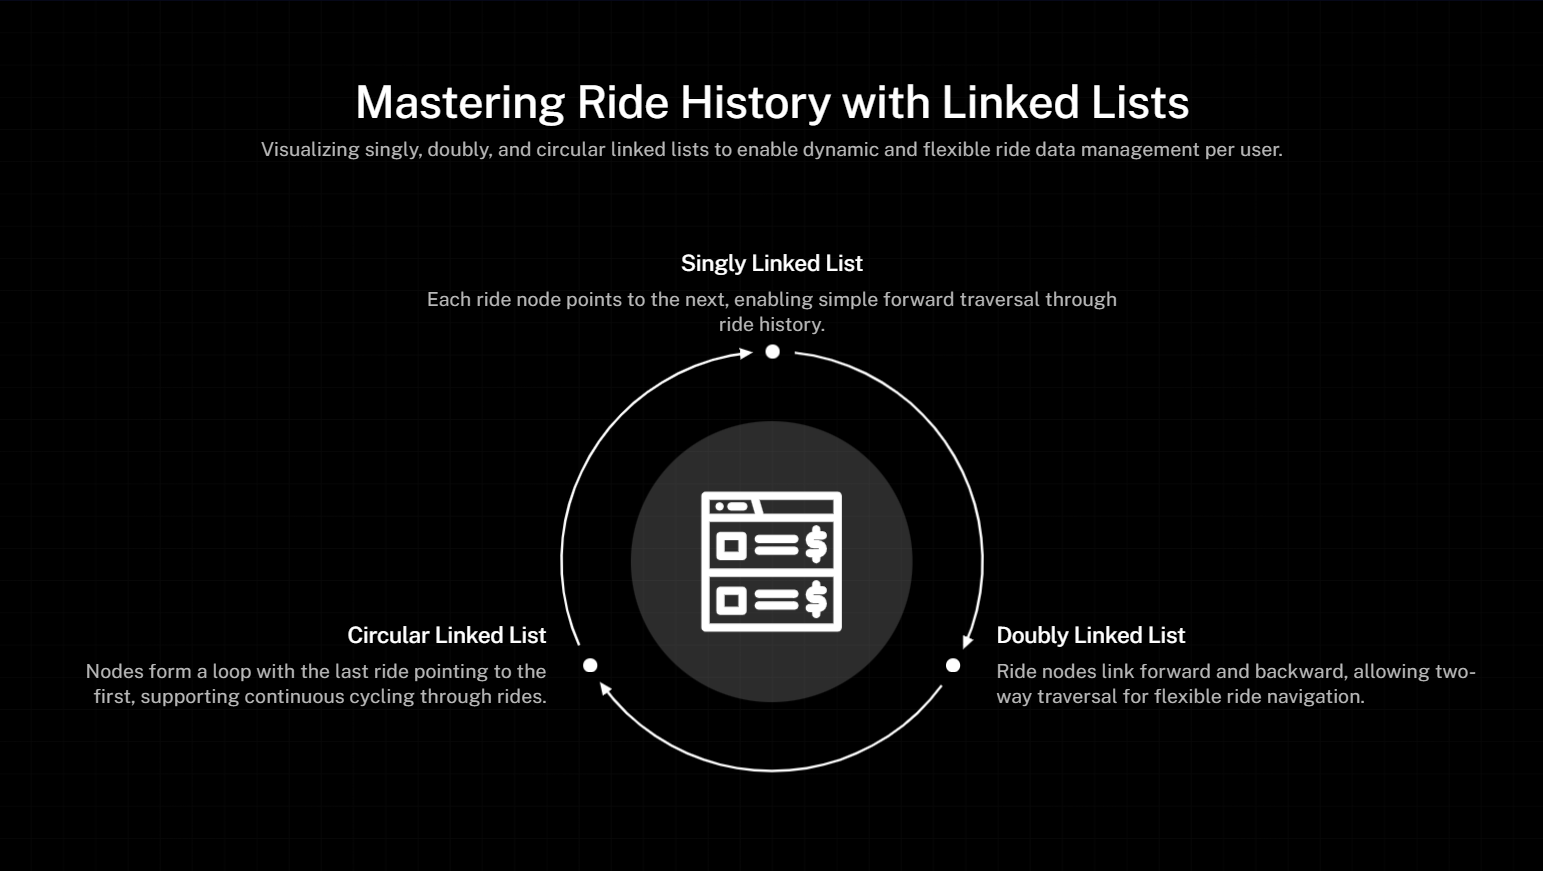 Mastering Ride History with Linked Lists
Visualizing singly, doubly, and circular linked lists to enable dynamic and flexible ride data management per user.
Singly Linked List
Each ride node points to the next, enabling simple forward traversal through
ride history.
Circular Linked List
Nodes form a loop with the last ride pointing to the
first, supporting continuous cycling through rides.
Doubly Linked List
Ride nodes link forward and backward, allowing two-
way traversal for flexible ride navigation.
$
$